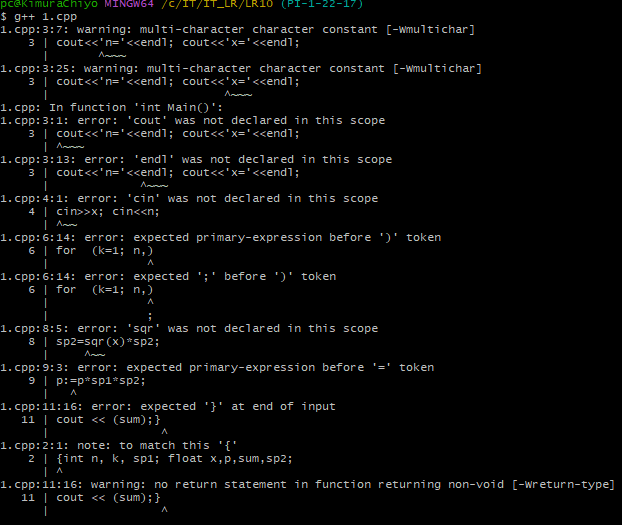 pc@KimuraChiyo MINGW64 /c/IT/IT_LR/LR10 (PI-1-22-17)
$ g++ 1.cpp
1.cpp:3:7: warning: multi-character character constant [-Wmultichar]
    3 | cout<<'n='<<endl; cout<<'x='<<endl;
      |       ^~~~
1.cpp:3:25: warning: multi-character character constant [-Wmultichar]
    3 | cout<<'n='<<endl; cout<<'x='<<endl;
      |                         ^~~~
1.cpp: In function 'int Main()':
1.cpp:3:1: error: 'cout' was not declared in this scope
    3 | cout<<'n='<<endl; cout<<'x='<<endl;
      | ^~~~
1.cpp:3:13: error: 'endl' was not declared in this scope
    3 | cout<<'n='<<endl; cout<<'x='<<endl;
      |             ^~~~
1.cpp:4:1: error: 'cin' was not declared in this scope
    4 | cin>>x; cin<<n;
      | ^~~
1.cpp:6:14: error: expected primary-expression before ')' token
    6 | for  (k=1; n,)
      |              ^
1.cpp:6:14: error: expected ';' before ')' token
    6 | for  (k=1; n,)
      |              ^
      |              ;
1.cpp:8:5: error: 'sqr' was not declared in this scope
    8 | sp2=sqr(x)*sp2;
      |     ^~~
1.cpp:9:3: error: expected primary-expression before '=' token
    9 | p:=p*sp1*sp2;
      |   ^
1.cpp:11:16: error: expected '}' at end of input
   11 | cout << (sum);}
      |                ^
1.cpp:2:1: note: to match this '{'
    2 | {int n, k, sp1; float x,p,sum,sp2;
      | ^
1.cpp:11:16: warning: no return statement in function returning non-void [-Wreturn-type]
   11 | cout << (sum);}
      |                ^